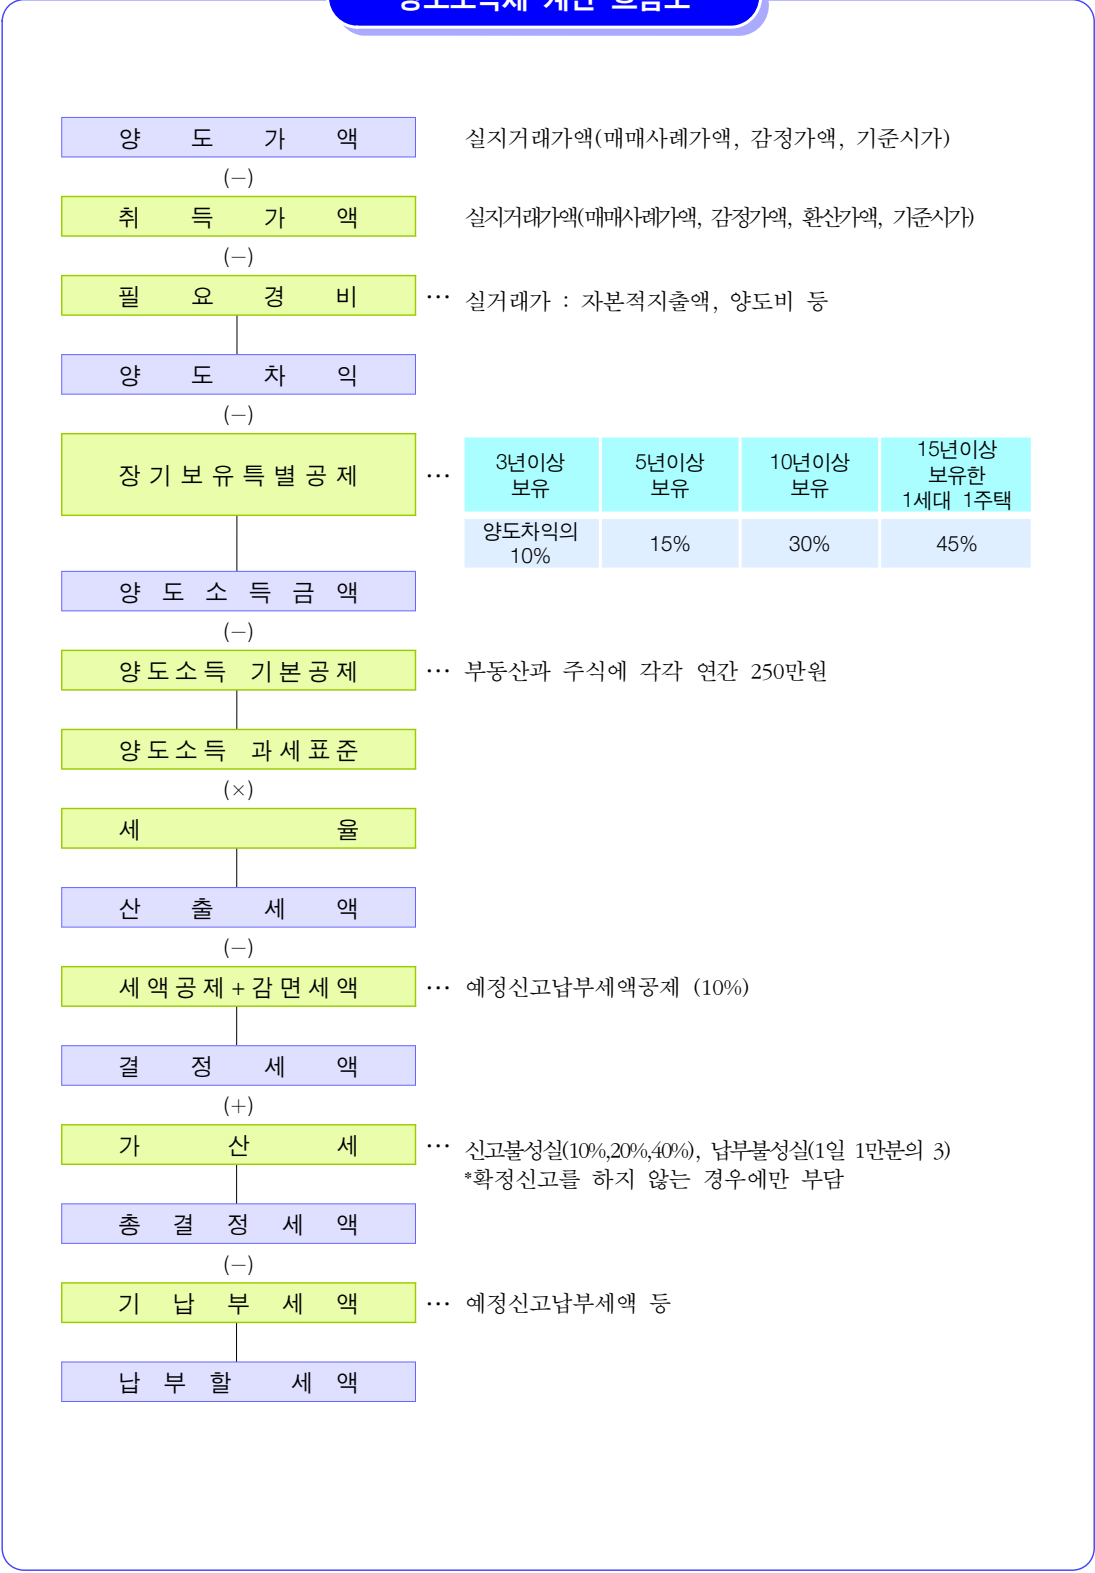 양도소득세 계산 흐름도
양 도 가 액 실지거래가액(매매사례가액, 감정가액, 기준시가)
(−)
취 득 가 액 실지거래가액(매매사례가액, 감정가액, 환산가액, 기준시가)
(−)
필 요 경 비 … 실거래가 : 자본적지출액, 양도비 등
양 도 차 익
(−)
장기보유특별공제 …
3년이상 보유
5년이상 보유
10년이상 보유
15년이상 보유한 1세대 1주택
양도차익의 10%
15%
30%
45%
양 도 소 득 금 액
(−)
양도소득 기본공제 … 부동산과 주식에 각각 연간 250만원
양도소득 과세표준
(×)
세 율
산 출 세 액
(−)
세액공제+감면세액 … 예정신고납부세액공제 (10%)
결 정 세 액
(+)
가 산 세 … 신고불성실(10%,20%,40%), 납부불성실(1일 1만분의 3)
*확정신고를 하지 않는 경우에만 부담
총 결 정 세 액
(−)
기 납 부 세 액 … 예정신고납부세액 등
납 부 할 세 액